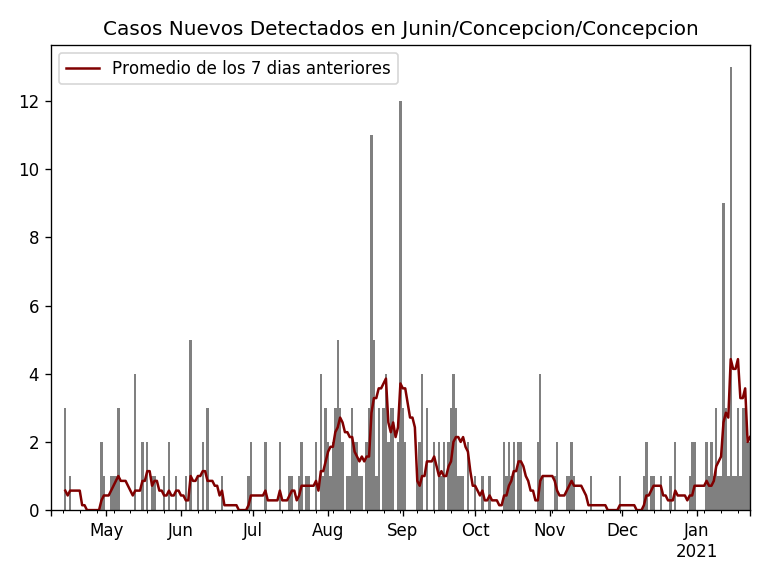 Casos Nuevos Detectados en Junin/Concepcion/Concepcion
Promedio de los 7 dias anteriores
12
10
8
6
4
2
0
May Jun Jul Aug Sep Oct Nov Dec Jan
2021